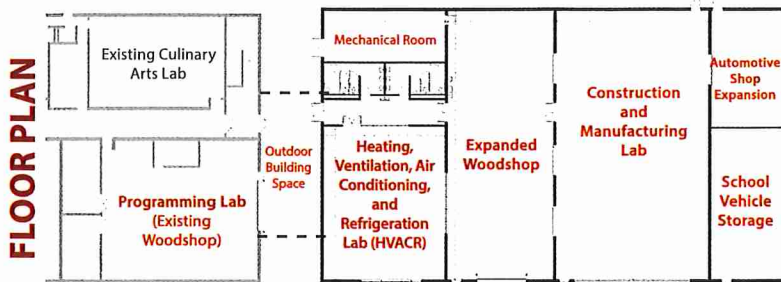 FLOOR PLAN
Existing Culinary
Arts Lab
Programming Lab
(Existing
Woodshop)
Outdoor
Building
Space
Mechanical Room
Heating,
Ventilation, Air
Conditioning,
and
Refrigeration
Lab (HVACR)
Expanded
Woodshop
Construction
and
Manufacturing
Lab
Automotive
Shop
Expansion
School
Vehicle
Storage